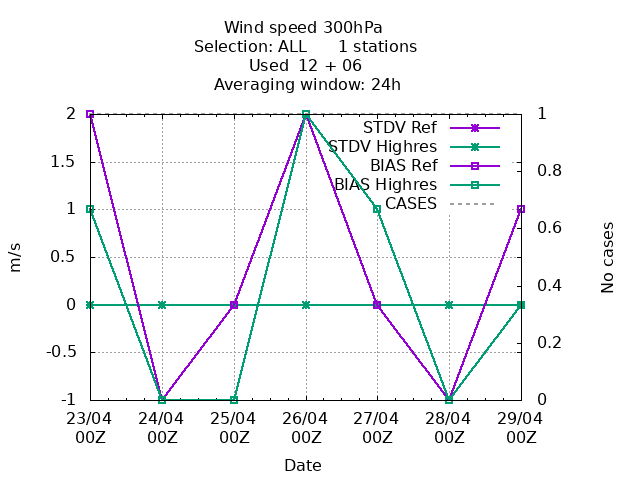 Wind speed 300hPa
Selection: ALL 1 stations
Used 12 + 06
Averaging window: 24h
STDV Ref
STDV Highres
BIAS Ref
BIAS Highres
CASES
2
1.5
1
0.5
0
-0.5
-1
m/s
1
0.8
0.6
0.4
0.2
0
No cases
23/04 24/04 25/04 26/04 27/04 28/04 29/04
00Z 00Z 00Z 00Z 00Z 00Z 00Z
Date